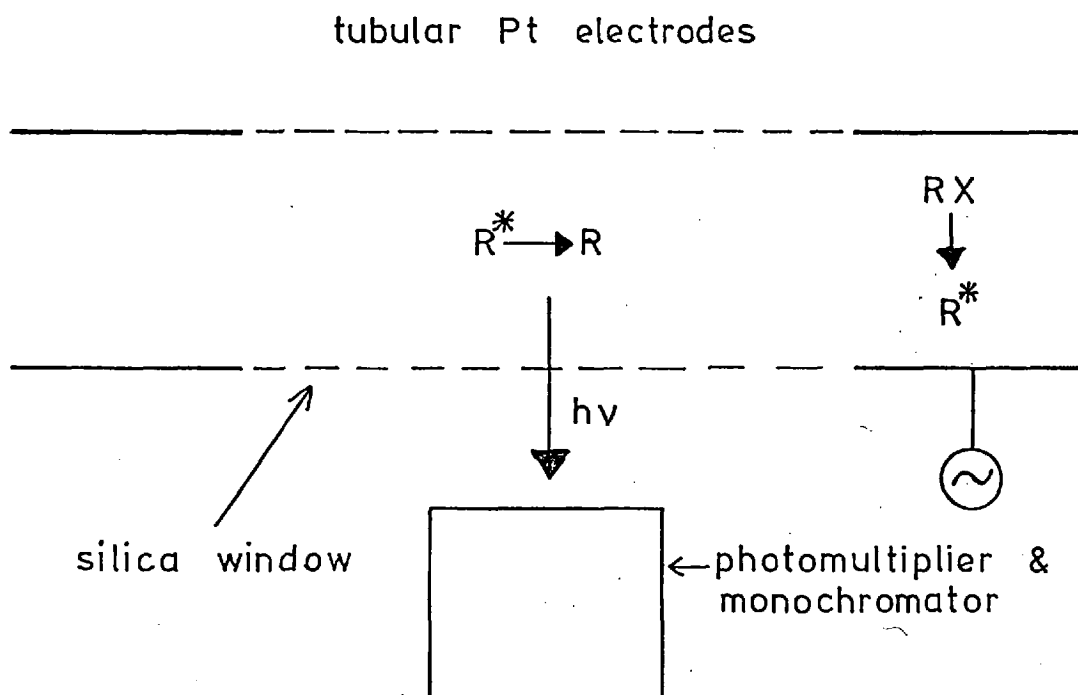 tubular Pt electrodes
RX
R* → R
R*
hν
silica window
photomultiplier &
monochromator